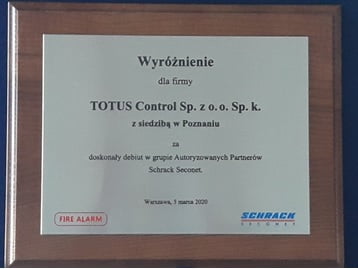 Wyróżnienie
dla firmy
TOTUS Control Sp. z o. o. Sp. k.
z siedzibą w Poznaniu
za
doskonały debiut w grupie Autoryzowanych Partnerów
Schrack Seconet.
Warszawa, 5 marca 2020
FIRE ALARM
SCHRACK
SECONET